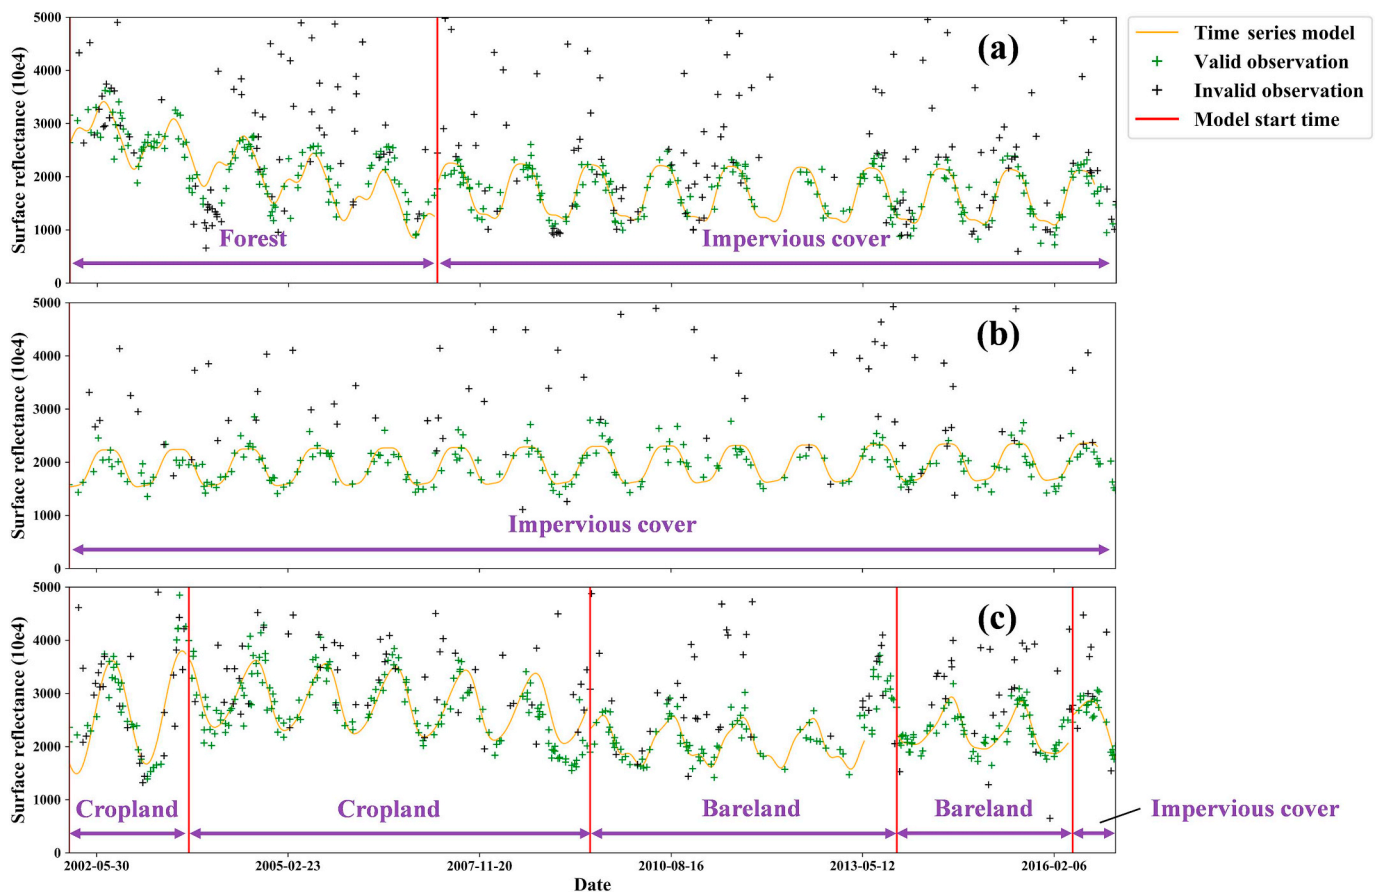 5000
(a)
4000
3000
2000
1000
0
Surface reflectance (10e4)
Forest
Impervious cover
Time series model
Valid observation
Invalid observation
Model start time
5000
(b)
4000
3000
2000
1000
0
Surface reflectance (10e4)
Impervious cover
5000
(c)
4000
3000
2000
1000
0
Surface reflectance (10e4)
Cropland
Cropland
Bareland
Bareland
Impervious cover
2002-05-30
2005-02-23
2007-11-20
2010-08-16
2013-05-12
2016-02-06
Date